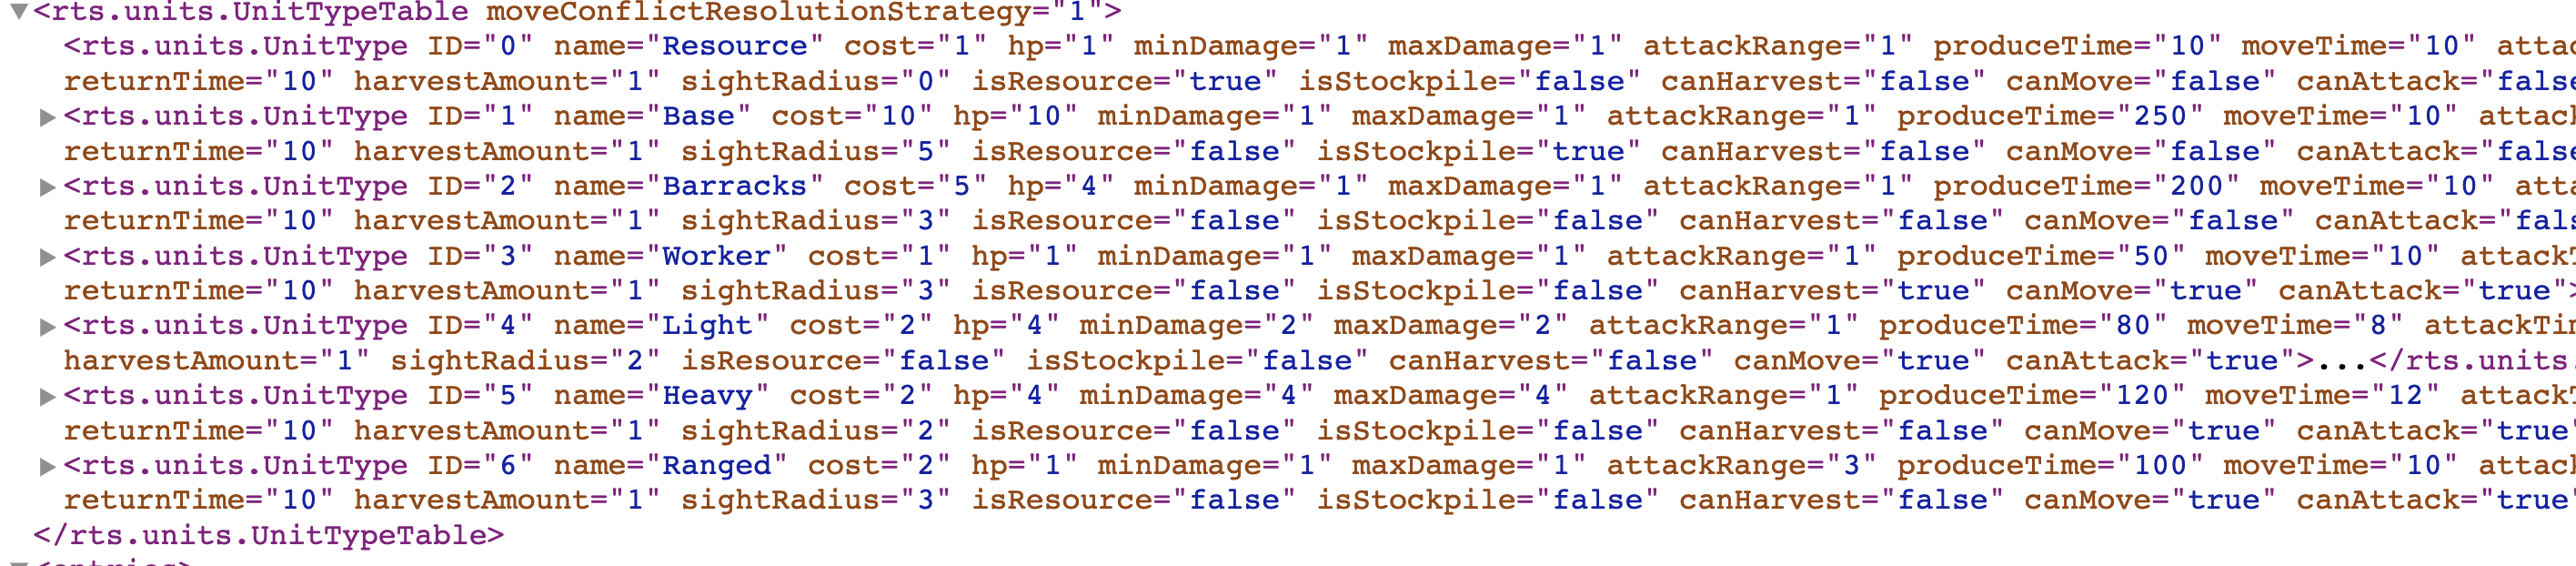 ▼<rts.units.UnitTypeTable moveConflictResolutionStrategy="1">
<rts.units.UnitType ID="0" name="Resource" cost="1" hp="1" minDamage="1" maxDamage="1" attackRange="1" produceTime="10" moveTime="10" attac
returnTime="10" harvestAmount="1" sightRadius="0" isResource="true" isStockpile="false" canHarvest="false" canMove="false" canAttack="false
▶<rts.units.UnitType ID="1" name="Base" cost="10" hp="10" minDamage="1" maxDamage="1" attackRange="1" produceTime="250" moveTime="10" attack
returnTime="10" harvestAmount="1" sightRadius="5" isResource="false" isStockpile="true" canHarvest="false" canMove="false" canAttack="false
▶<rts.units.UnitType ID="2" name="Barracks" cost="5" hp="4" minDamage="1" maxDamage="1" attackRange="1" produceTime="200" moveTime="10" atta
returnTime="10" harvestAmount="1" sightRadius="3" isResource="false" isStockpile="false" canHarvest="false" canMove="false" canAttack="fals
▶<rts.units.UnitType ID="3" name="Worker" cost="1" hp="1" minDamage="1" maxDamage="1" attackRange="1" produceTime="50" moveTime="10" attackT
returnTime="10" harvestAmount="1" sightRadius="3" isResource="false" isStockpile="false" canHarvest="true" canMove="true" canAttack="true">
▶<rts.units.UnitType ID="4" name="Light" cost="2" hp="4" minDamage="2" maxDamage="2" attackRange="1" produceTime="80" moveTime="8" attackTim
harvestAmount="1" sightRadius="2" isResource="false" isStockpile="false" canHarvest="false" canMove="true" canAttack="true">...</rts.units.
▶<rts.units.UnitType ID="5" name="Heavy" cost="2" hp="4" minDamage="4" maxDamage="4" attackRange="1" produceTime="120" moveTime="12" attackT
returnTime="10" harvestAmount="1" sightRadius="2" isResource="false" isStockpile="false" canHarvest="false" canMove="true" canAttack="true"
▶<rts.units.UnitType ID="6" name="Ranged" cost="2" hp="1" minDamage="1" maxDamage="1" attackRange="3" produceTime="100" moveTime="10" attack
returnTime="10" harvestAmount="1" sightRadius="3" isResource="false" isStockpile="false" canHarvest="false" canMove="true" canAttack="true"
</rts.units.UnitTypeTable>